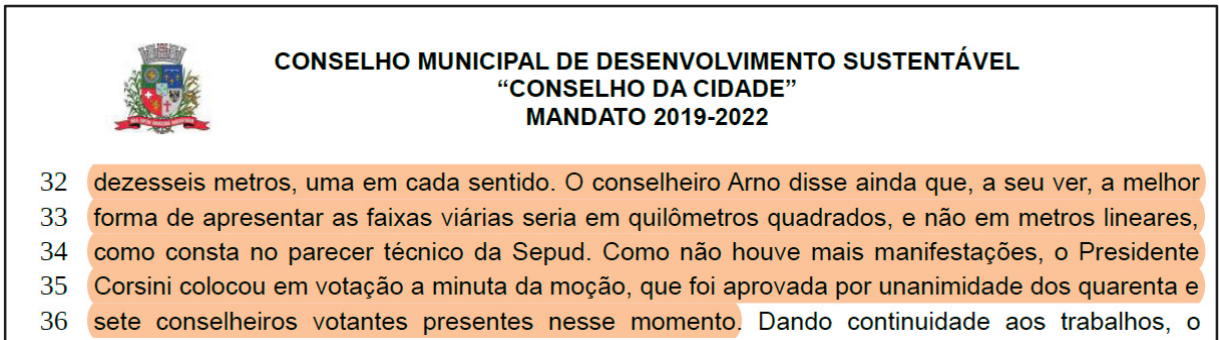 CONSELHO MUNICIPAL DE DESENVOLVIMENTO SUSTENTÁVEL
“CONSELHO DA CIDADE”
MANDATO 2019-2022
32 dezesseis metros, uma em cada sentido. O conselheiro Arno disse ainda que, a seu ver, a melhor
33 forma de apresentar as faixas viárias seria em quilômetros quadrados, e não em metros lineares,
34 como consta no parecer técnico da Sepud. Como não houve mais manifestações, o Presidente
35 Corsini colocou em votação a minuta da moção, que foi aprovada por unanimidade dos quarenta e
36 sete conselheiros votantes presentes nesse momento. Dando continuidade aos trabalhos, o